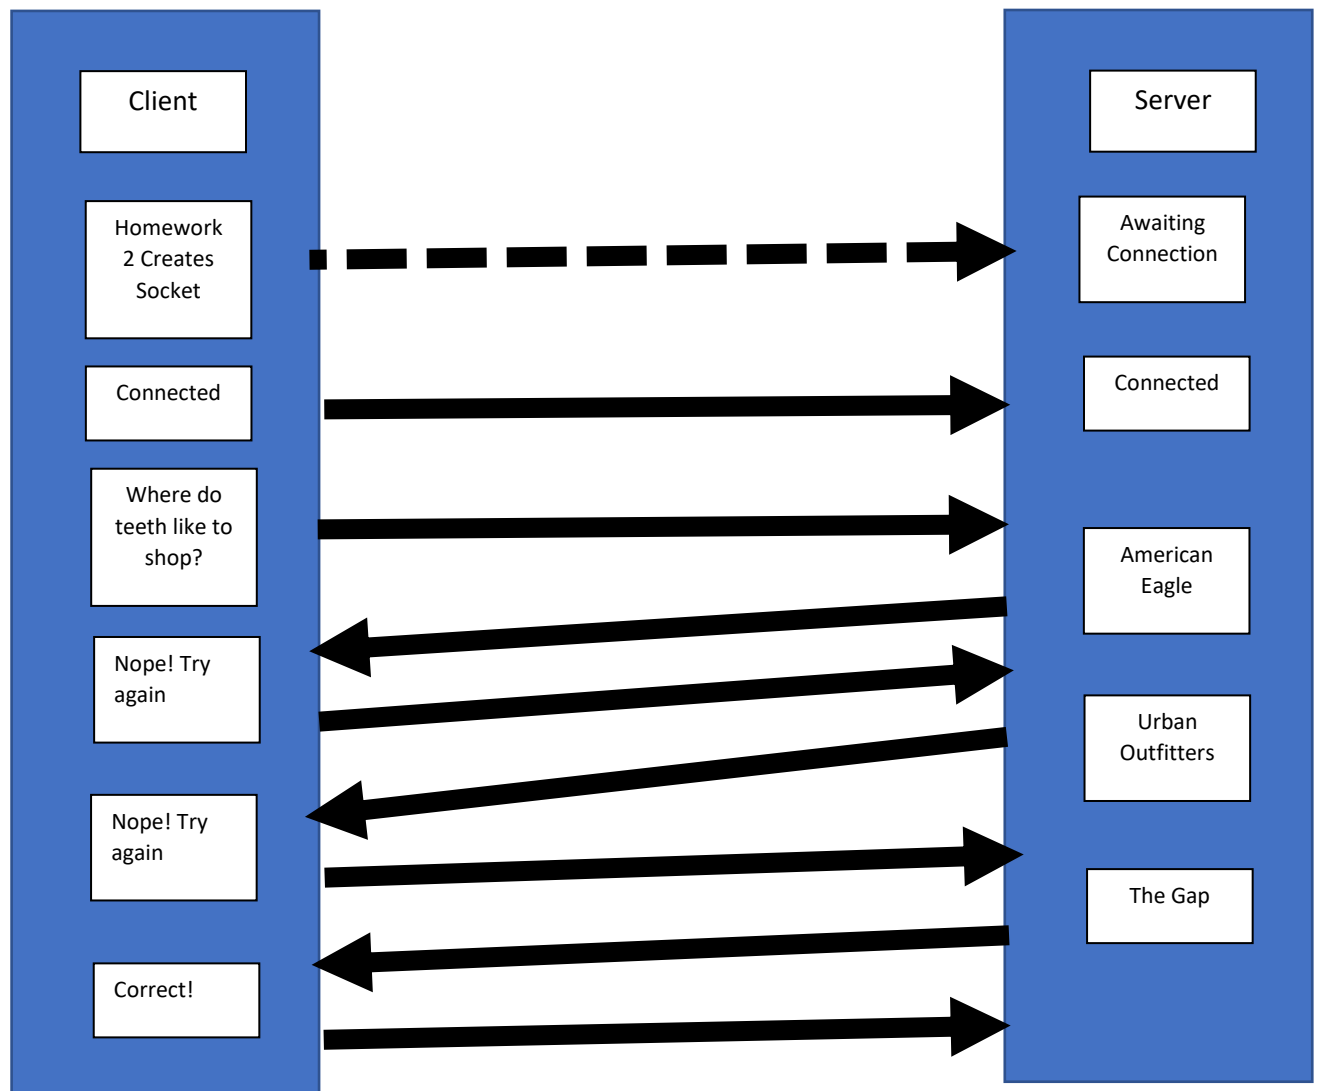 Client
Server
Homework
2 Creates
Socket
Awaiting
Connection
Connected
Connected
Where do
teeth like to
shop?
American
Eagle
Nope! Try
again
Urban
Outfitters
Nope! Try
again
The Gap
Correct!